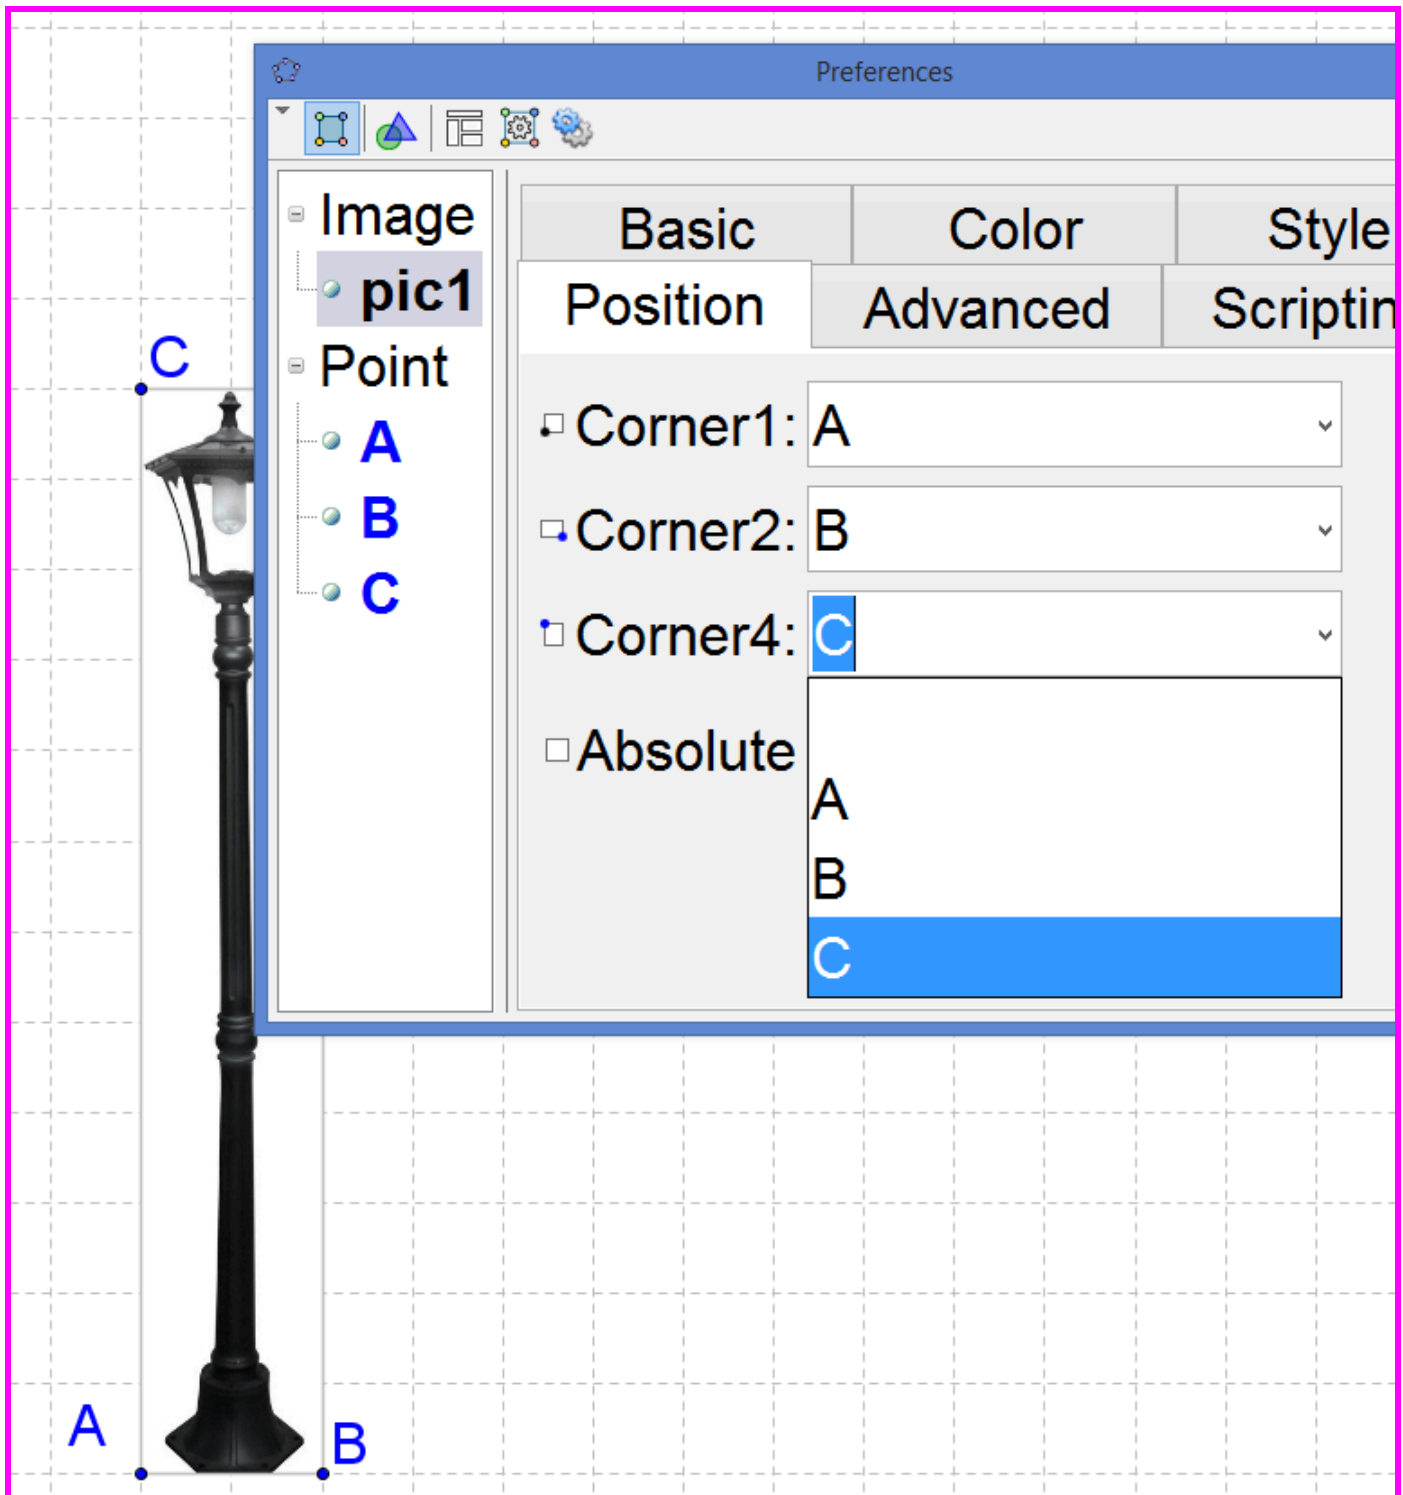 Preferences
Image
pic1
Point
A
B
C
Basic
Color
Style
Position
Advanced
Scriptin
Corner1: A
Corner2: B
Corner4: C
Absolute
A
B
C
C
A
B